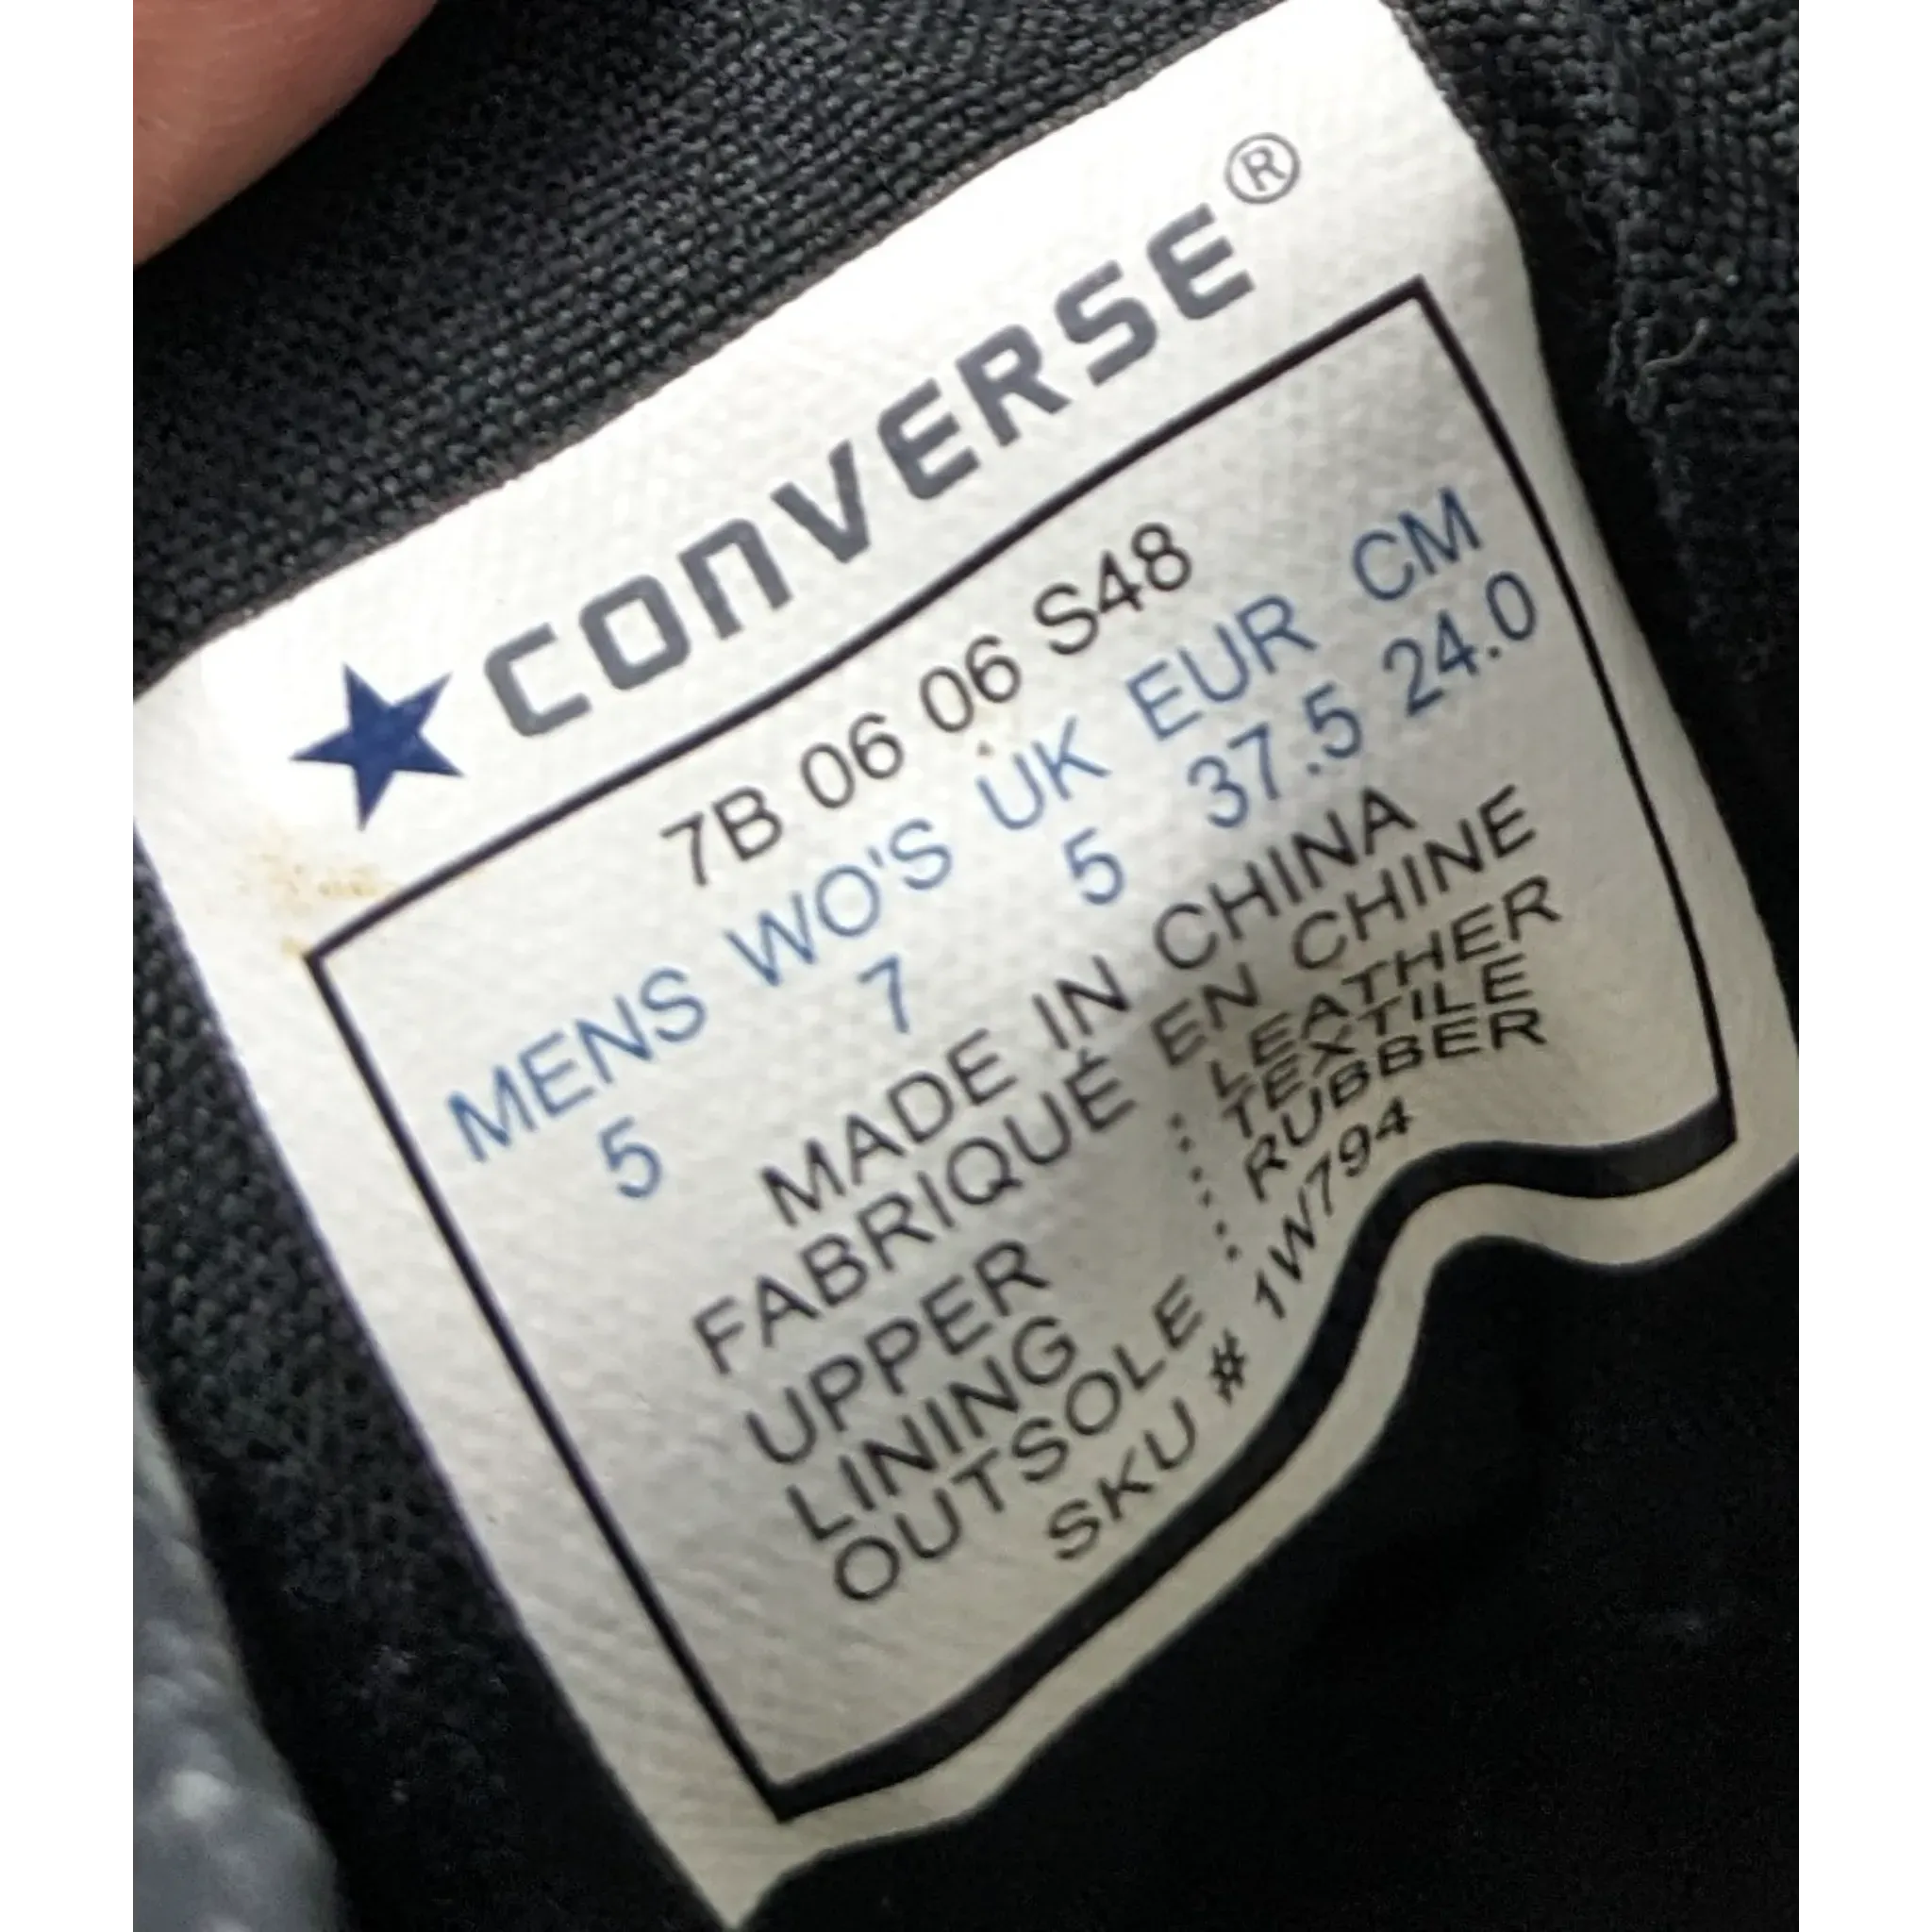 CONVERSE®
7B 06 06 S48
MENS WO'S UK EUR CM
5 7 5 37.5 24.0
MADE IN CHINA
FABRIQUÉ EN CHINE
UPPER : LEATHER
LINING : TEXTILE
OUTSOLE : RUBBER
SKU # 1W794